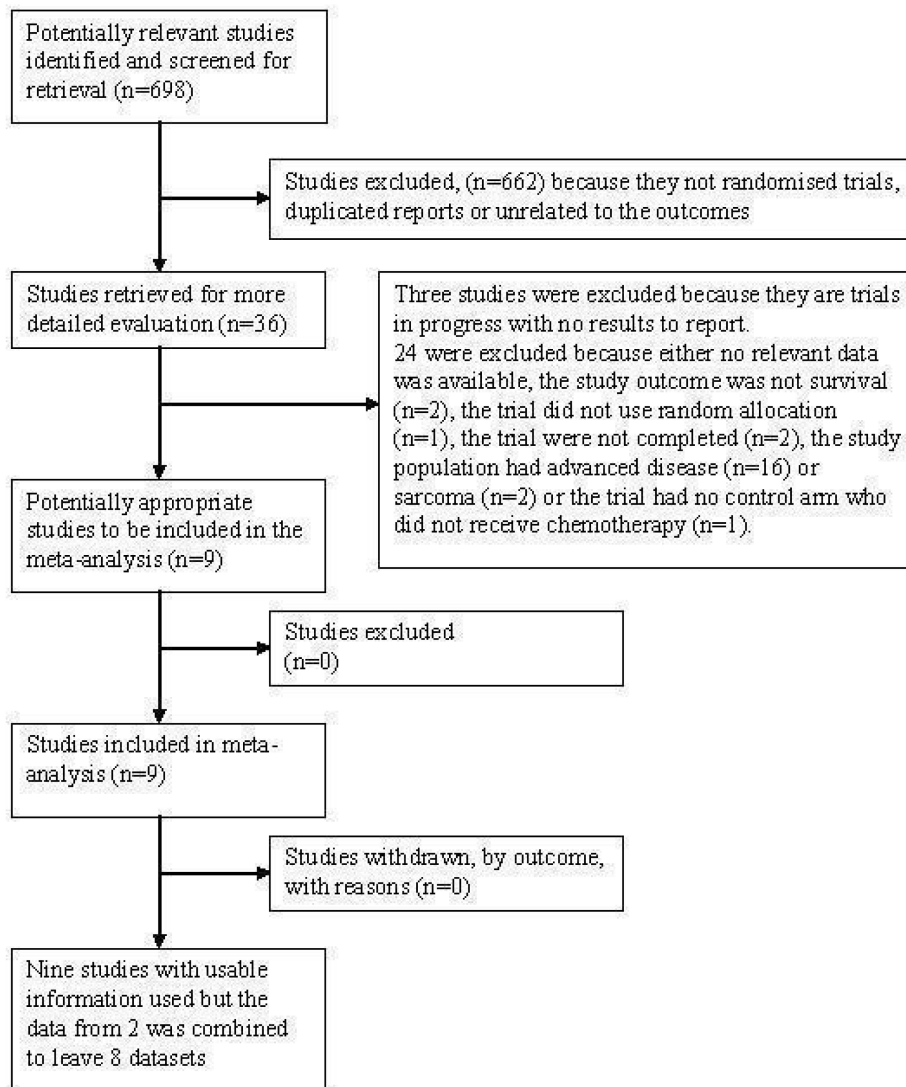 Potentially relevant studies
identified and screened for
retrieval (n=698)
Studies excluded, (n=662) because they not randomised trials,
duplicated reports or unrelated to the outcomes
Studies retrieved for more
detailed evaluation (n=36)
Three studies were excluded because they are trials
in progress with no results to report.
24 were excluded because either no relevant data
was available, the study outcome was not survival
(n=2), the trial did not use random allocation
(n=1), the trial were not completed (n=2), the study
population had advanced disease (n=16) or
sarcoma (n=2) or the trial had no control arm who
did not receive chemotherapy (n=1).
Potentially appropriate
studies to be included in the
meta-analysis (n=9)
Studies excluded
(n=0)
Studies included in meta-
analysis (n=9)
Studies withdrawn, by outcome,
with reasons (n=0)
Nine studies with usable
information used but the
data from 2 was combined
to leave 8 datasets